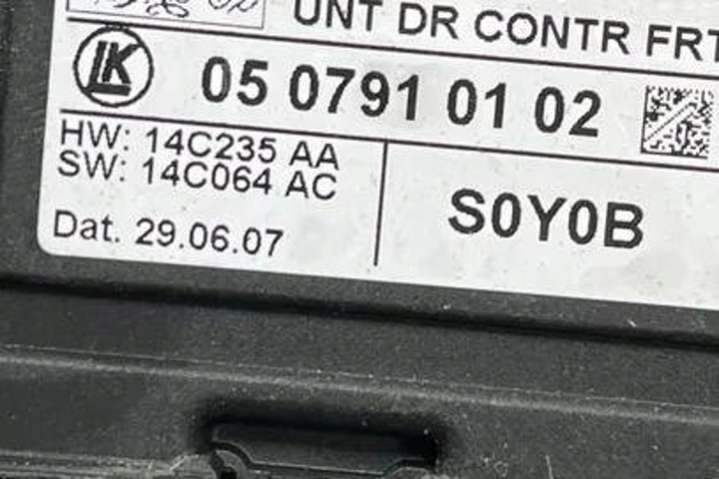 UNT DR CONTR FRT
LK
05 0791 01 02
HW: 14C235 AA
SW: 14C064 AC
Dat. 29.06.07
S0Y0B